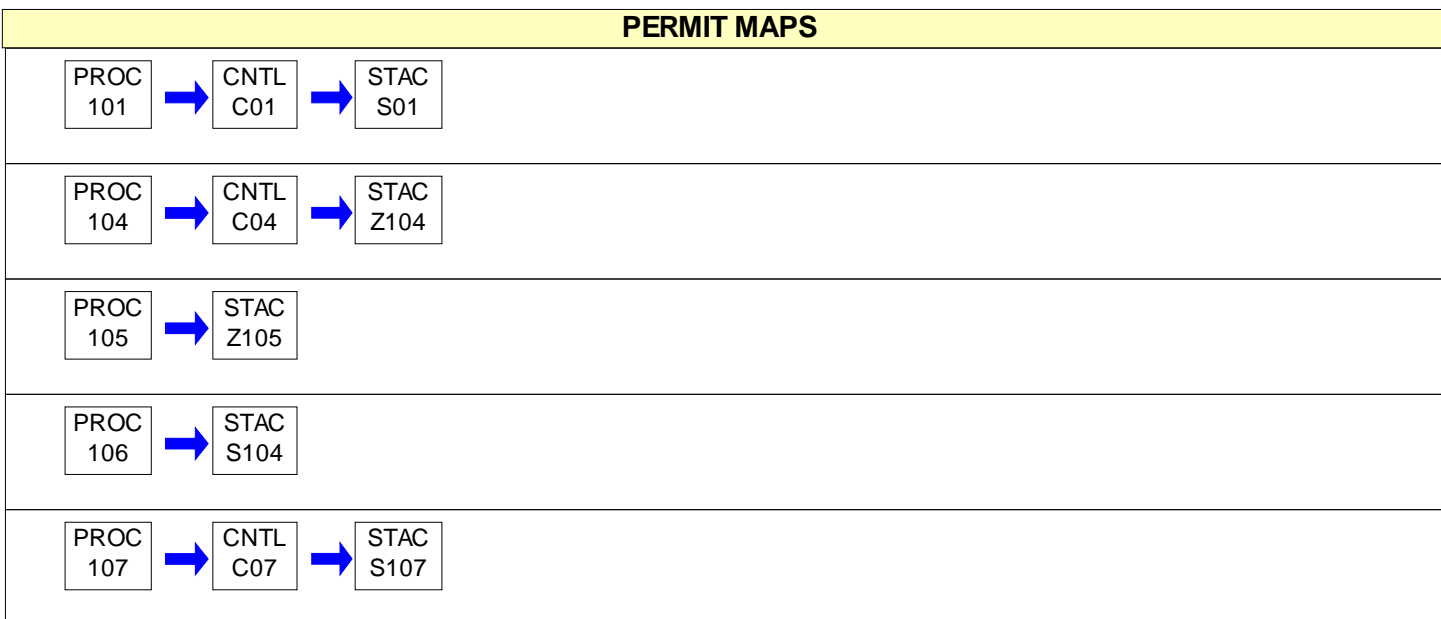 PERMIT MAPS
PROC CNTL STAC
101 C01 S01
PROC CNTL STAC
104 C04 Z104
PROC STAC
105 Z105
PROC STAC
106 S104
PROC CNTL STAC
107 C07 S107